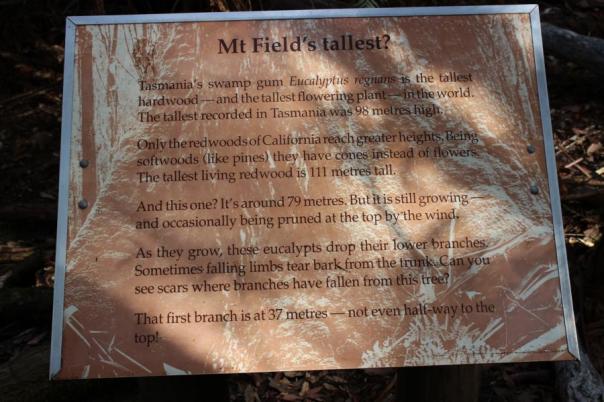 Mt Field's tallest?
Tasmania's swamp gum Eucalyptus regnans is the tallest
hardwood — and the tallest flowering plant — in the world.
The tallest recorded in Tasmania was 98 metres high.
Only the redwoods of California reach greater heights. Being
softwoods (like pines) they have cones instead of flowers.
The tallest living redwood is 111 metres tall.
And this one? It's around 79 metres. But it is still growing —
and occasionally being pruned at the top by the wind.
As they grow, these eucalypts drop their lower branches.
Sometimes falling limbs tear bark from the trunk. Can you
see scars where branches have fallen from this tree?
That first branch is at 37 metres — not even half-way to the
top!